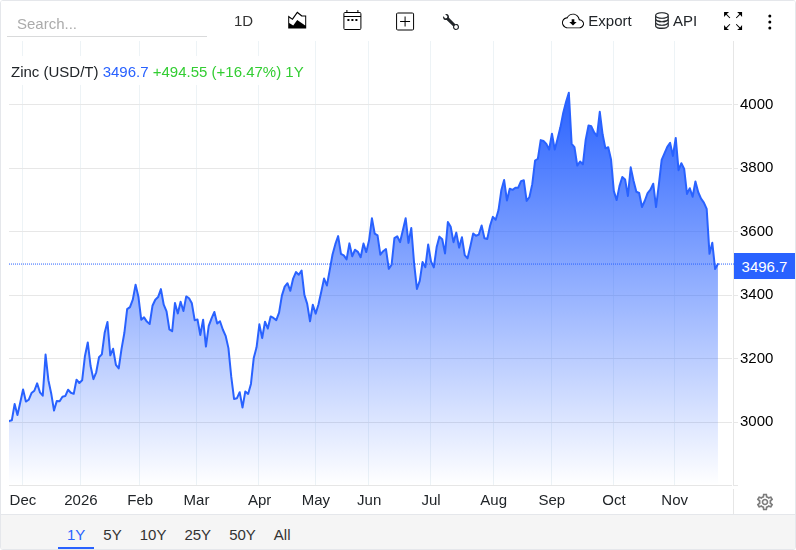 Search... 1D Export API
Zinc (USD/T) 3496.7 +494.55 (+16.47%) 1Y
4000
3800
3600
3496.7
3400
3200
3000
Dec 2026 Feb Mar Apr May Jun Jul Aug Sep Oct Nov
1Y 5Y 10Y 25Y 50Y All